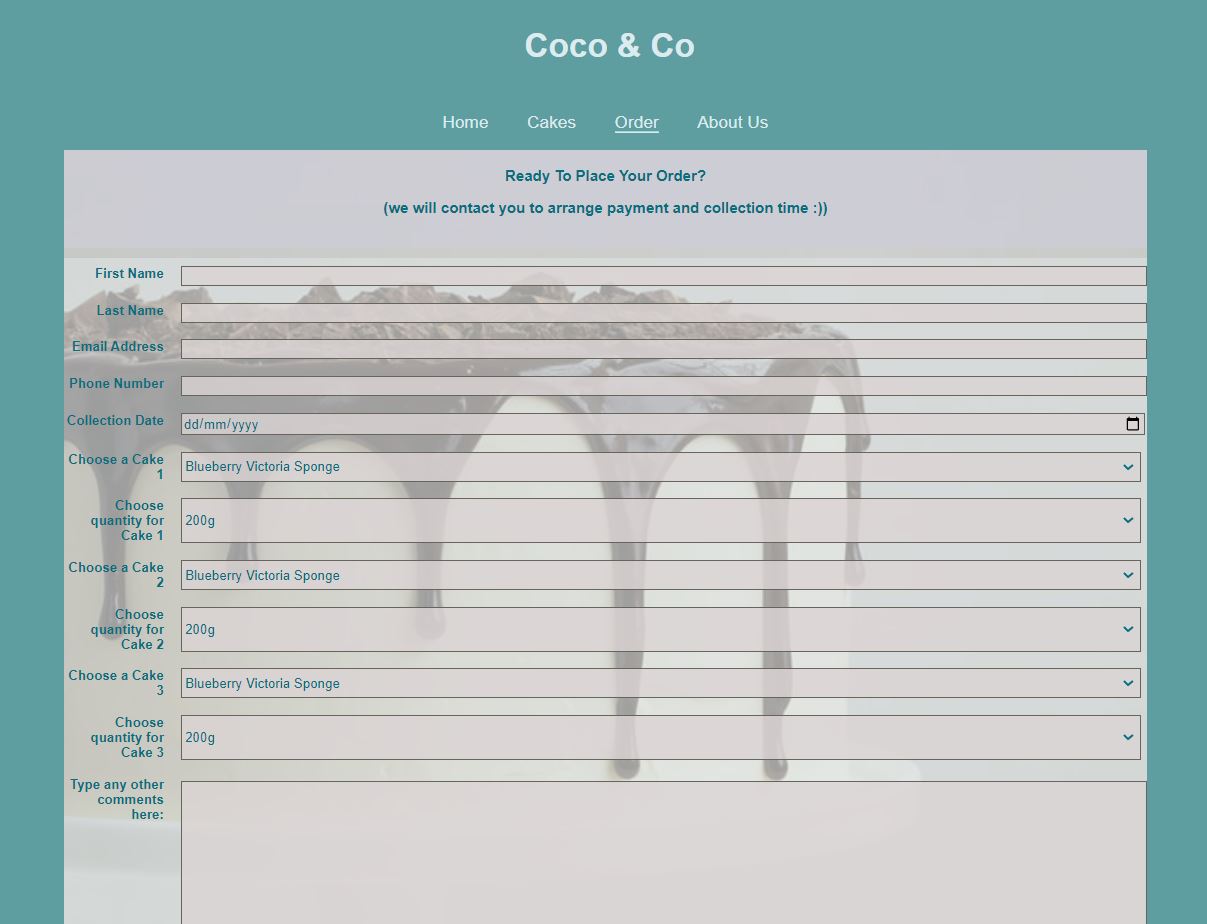 Coco & Co
Home Cakes Order About Us
Ready To Place Your Order?
(we will contact you to arrange payment and collection time :))
First Name
Last Name
Email Address
Phone Number
Collection Date dd/mm/yyyy
Choose a Cake
1
Blueberry Victoria Sponge
Choose
quantity for
Cake 1
200g
Choose a Cake
2
Blueberry Victoria Sponge
Choose
quantity for
Cake 2
200g
Choose a Cake
3
Blueberry Victoria Sponge
Choose
quantity for
Cake 3
200g
Type any other
comments
here: